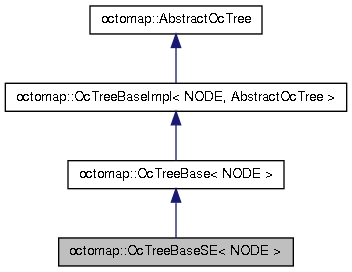 octomap::AbstractOcTree
octomap::OcTreeBaseImpl< NODE, AbstractOcTree >
octomap::OcTreeBase< NODE >
octomap::OcTreeBaseSE< NODE >